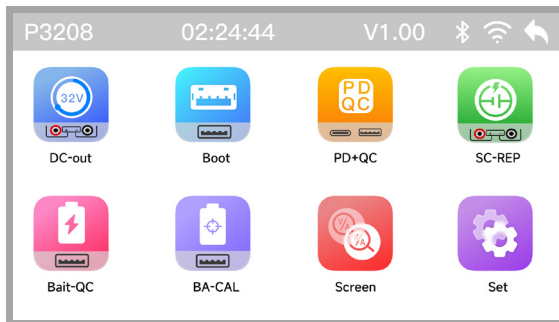 P3208 02:24:44 V1.00
32V PD
QC
DC-out Boot PD+QC SC-REP
V/A V/A
Bait-QC BA-CAL Screen Set